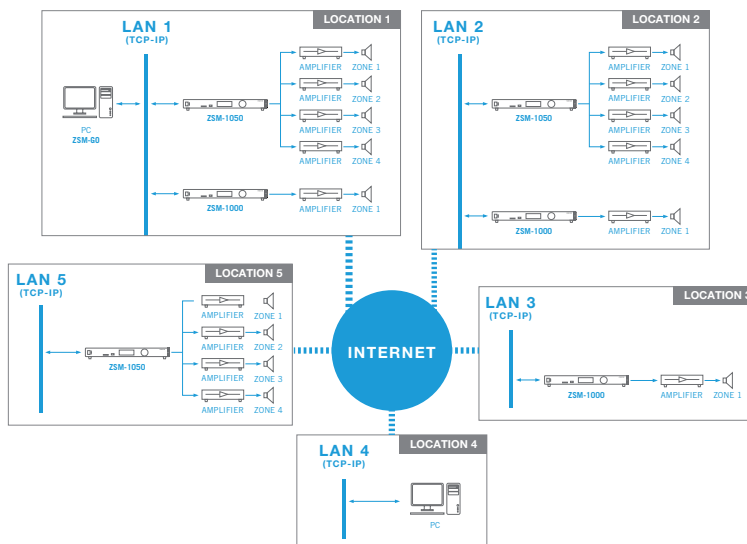 LOCATION 1
LAN 1
(TCP-IP)
AMPLIFIER ZONE 1
AMPLIFIER ZONE 2
PC
ZSM-60
ZSM-1050
AMPLIFIER ZONE 3
AMPLIFIER ZONE 4
ZSM-1000
AMPLIFIER ZONE 1
LOCATION 2
LAN 2
(TCP-IP)
AMPLIFIER ZONE 1
AMPLIFIER ZONE 2
ZSM-1050
AMPLIFIER ZONE 3
AMPLIFIER ZONE 4
ZSM-1000
AMPLIFIER ZONE 1
LOCATION 5
LAN 5
(TCP-IP)
AMPLIFIER ZONE 1
AMPLIFIER ZONE 2
ZSM-1050
AMPLIFIER ZONE 3
AMPLIFIER ZONE 4
INTERNET
LOCATION 3
LAN 3
(TCP-IP)
ZSM-1000
AMPLIFIER ZONE 1
LOCATION 4
LAN 4
(TCP-IP)
PC